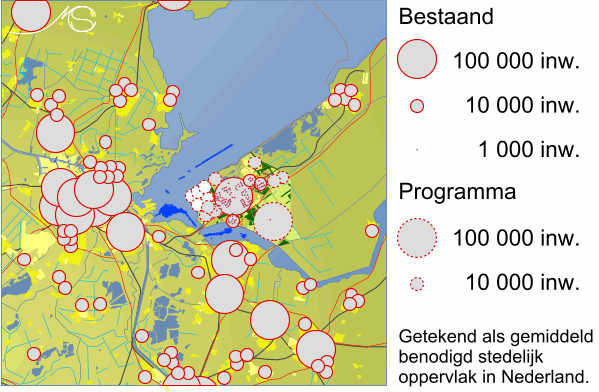 MS
Bestaand
100 000 inw.
10 000 inw.
1 000 inw.
Programma
100 000 inw.
10 000 inw.
Getekend als gemiddeld
benodigd stedelijk
oppervlak in Nederland.